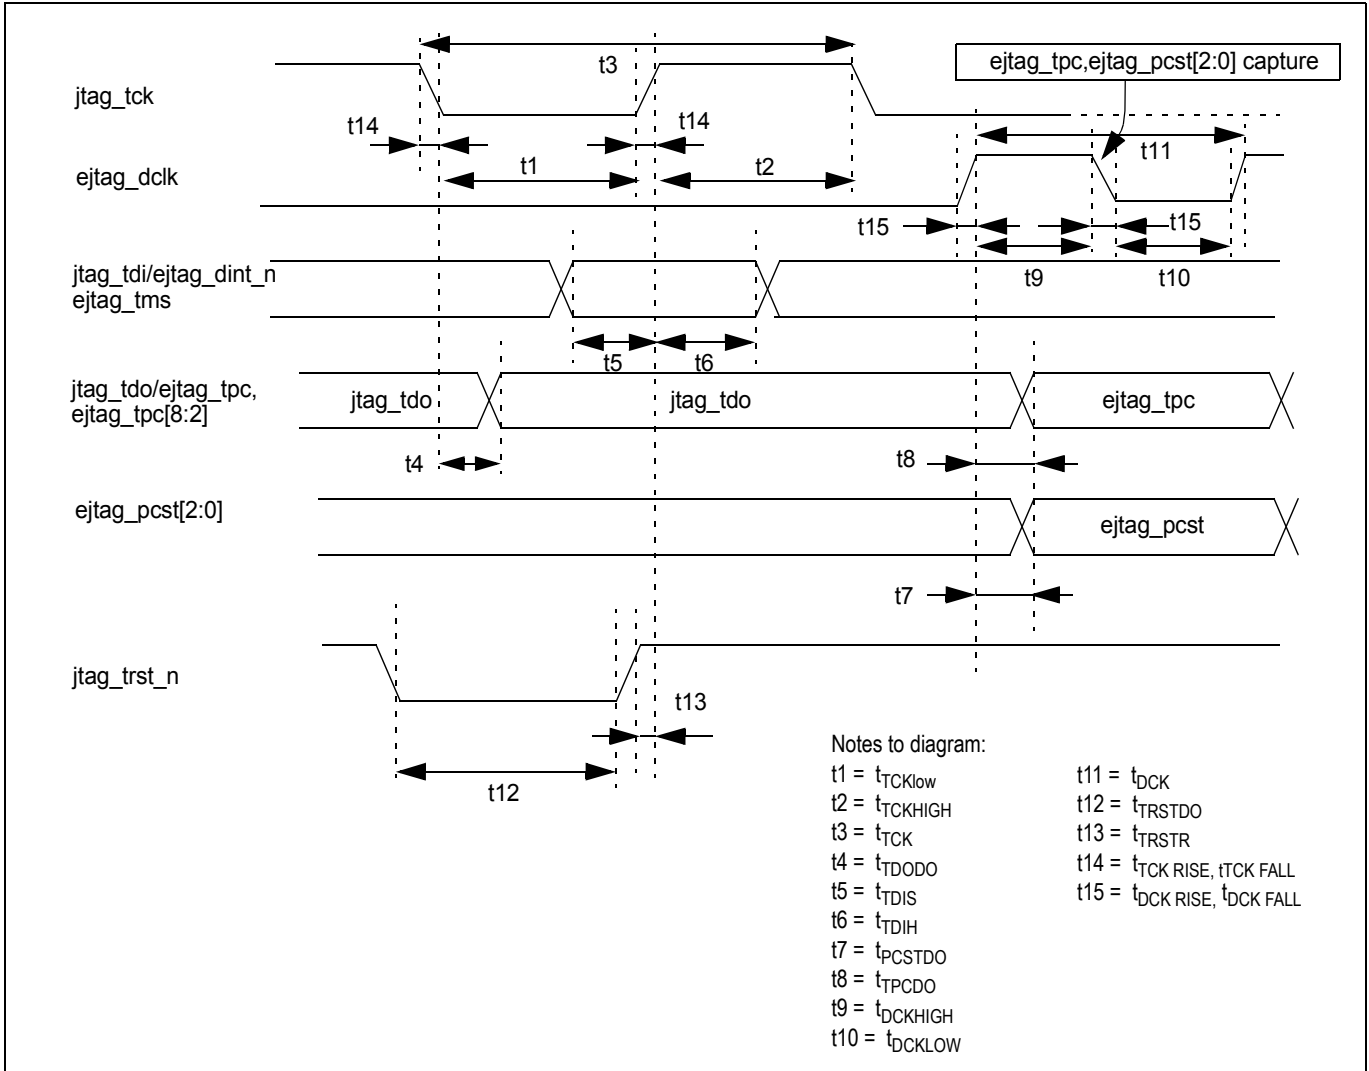 t3
ejtag_tpc,ejtag_pcst[2:0] capture
jtag_tck
t14
t14
t11
ejtag_dclk
t1
t2
t15
t15
jtag_tdi/ejtag_dint_n
ejtag_tms
t9
t10
t5
t6
jtag_tdo/ejtag_tpc,
ejtag_tpc[8:2]
jtag_tdo
jtag_tdo
ejtag_tpc
t4
t8
ejtag_pcst[2:0]
ejtag_pcst
t7
jtag_trst_n
t13
t12
Notes to diagram:
t1 = tTCKlow
t2 = tTCKHIGH
t3 = tTCK
t4 = tTDODO
t5 = tTDIS
t6 = tTDIH
t7 = tPCSTDO
t8 = tTPCDO
t9 = tDCKHIGH
t10 = tDCKLOW
t11 = tDCK
t12 = tTRSTDO
t13 = tTRSTR
t14 = tTCK RISE, tTCK FALL
t15 = tDCK RISE, tDCK FALL